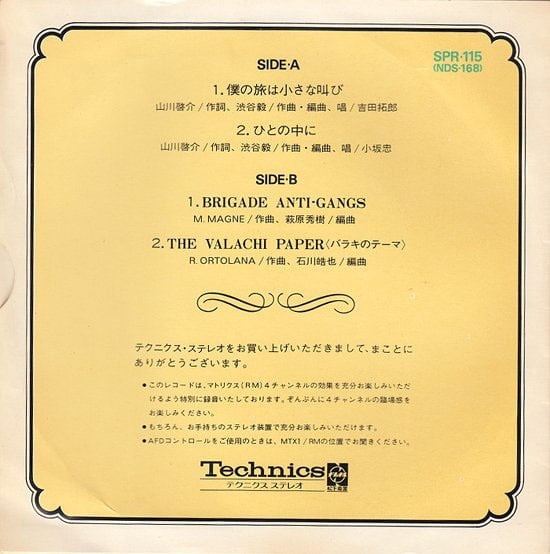 SIDE·A
SPR·115
(NDS·168)
1.僕の旅は小さな叫び
山川啓介/作詞、渋谷毅/作曲・編曲、唱/吉田拓郎
2.ひとの中に
山川啓介/作詞、渋谷毅/作曲・編曲、唱/小坂忠
SIDE·B
1.BRIGADE ANTI-GANGS
M.MAGNE/作曲、萩原秀樹/編曲
2.THE VALACHI PAPER〈バラキのテーマ〉
R.ORTOLANA/作曲、石川皓也/編曲
テクニクス・ステレオをお買い上げいただきまして、まことに
ありがとうございます。
●このレコードは、マトリクス(RM)4チャンネルの効果を充分お楽しみいただ
けるよう特別に録音いたしております。ぞんぶんに4チャンネルの臨場感を
お楽しみください。
●もちろん、お手持ちのステレオ装置で充分お楽しみいただけます。
●AFDコントロールをご使用のときは、MTX1/RMの位置でお聞きください。
Technics
テクニクス ステレオ
松下電器